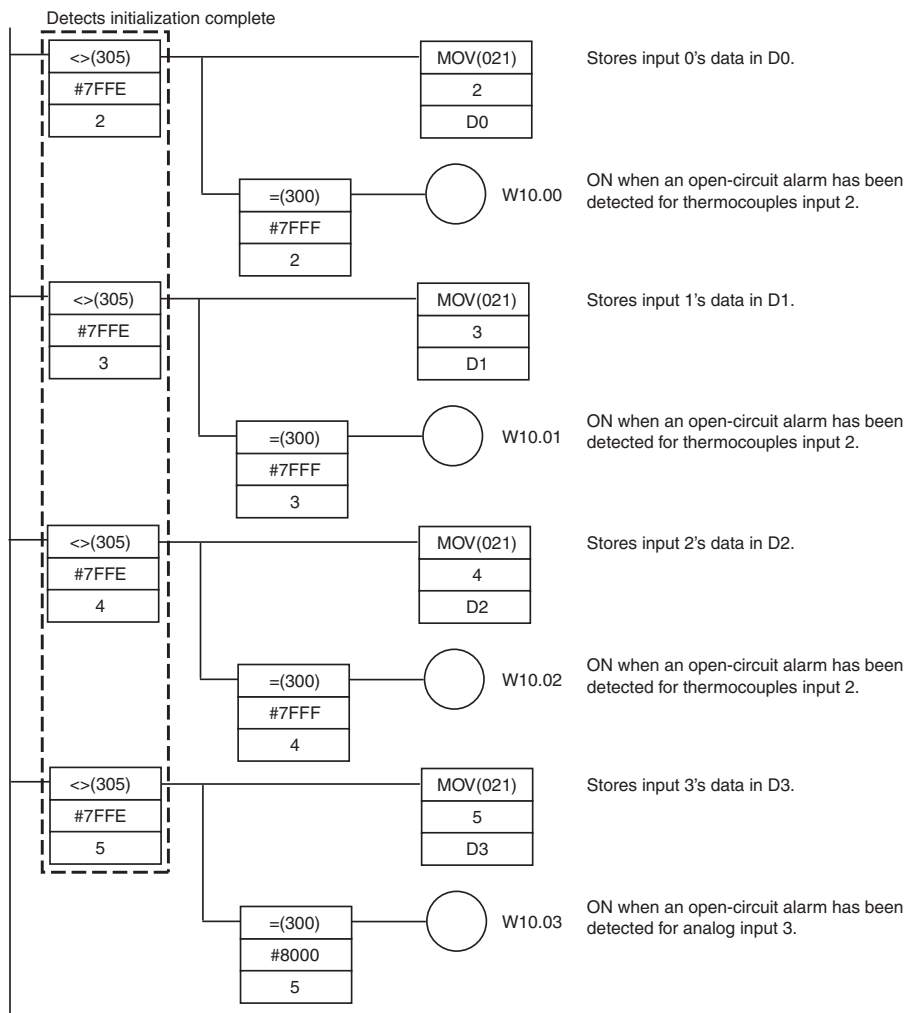 Detects initialization complete
<>(305)
#7FFE
2
MOV(021)
2
D0
Stores input 0's data in D0.
=(300)
#7FFF
2
W10.00
ON when an open-circuit alarm has been
detected for thermocouples input 2.
<>(305)
#7FFE
3
MOV(021)
3
D1
Stores input 1's data in D1.
=(300)
#7FFF
3
W10.01
ON when an open-circuit alarm has been
detected for thermocouples input 2.
<>(305)
#7FFE
4
MOV(021)
4
D2
Stores input 2's data in D2.
=(300)
#7FFF
4
W10.02
ON when an open-circuit alarm has been
detected for thermocouples input 2.
<>(305)
#7FFE
5
MOV(021)
5
D3
Stores input 3's data in D3.
=(300)
#8000
5
W10.03
ON when an open-circuit alarm has been
detected for analog input 3.